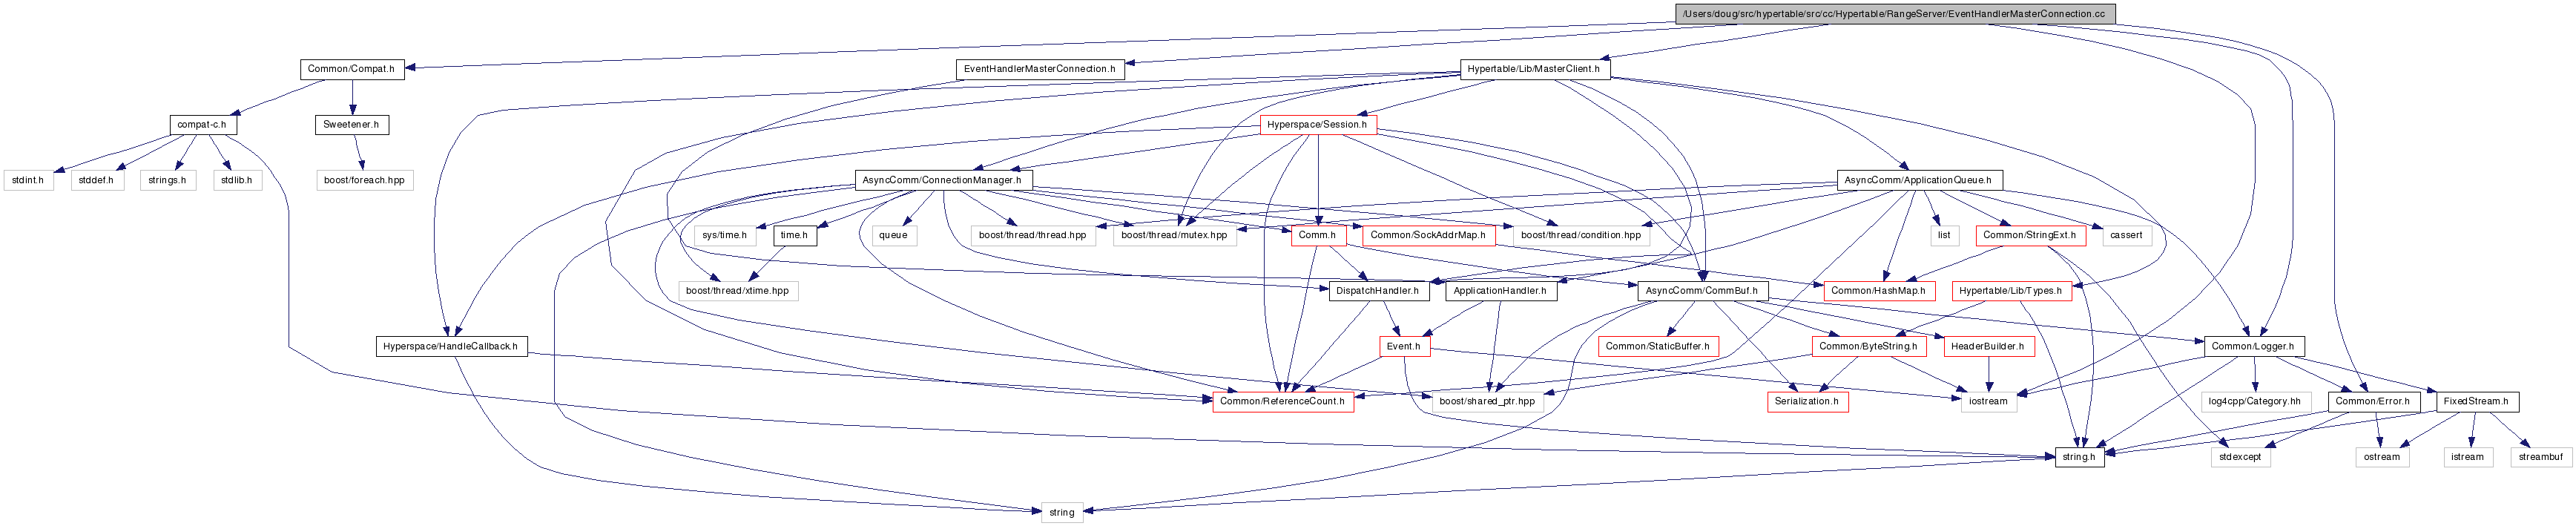 /Users/doug/src/hypertable/src/cc/Hypertable/RangeServer/EventHandlerMasterConnection.cc
Common/Compat.h
EventHandlerMasterConnection.h
Hypertable/Lib/MasterClient.h
compat-c.h
Sweetener.h
Hyperspace/Session.h
stdint.h
stddef.h
strings.h
stdlib.h
boost/foreach.hpp
AsyncComm/ConnectionManager.h
AsyncComm/ApplicationQueue.h
sys/time.h
time.h
queue
boost/thread/thread.hpp
boost/thread/mutex.hpp
Comm.h
Common/SockAddrMap.h
boost/thread/condition.hpp
list
Common/StringExt.h
cassert
boost/thread/xtime.hpp
DispatchHandler.h
ApplicationHandler.h
AsyncComm/CommBuf.h
Common/HashMap.h
Hypertable/Lib/Types.h
Hyperspace/HandleCallback.h
Event.h
Common/StaticBuffer.h
Common/ByteString.h
HeaderBuilder.h
Common/Logger.h
Common/ReferenceCount.h
boost/shared_ptr.hpp
Serialization.h
iostream
log4cpp/Category.hh
Common/Error.h
FixedStream.h
string.h
stdexcept
ostream
istream
streambuf
string